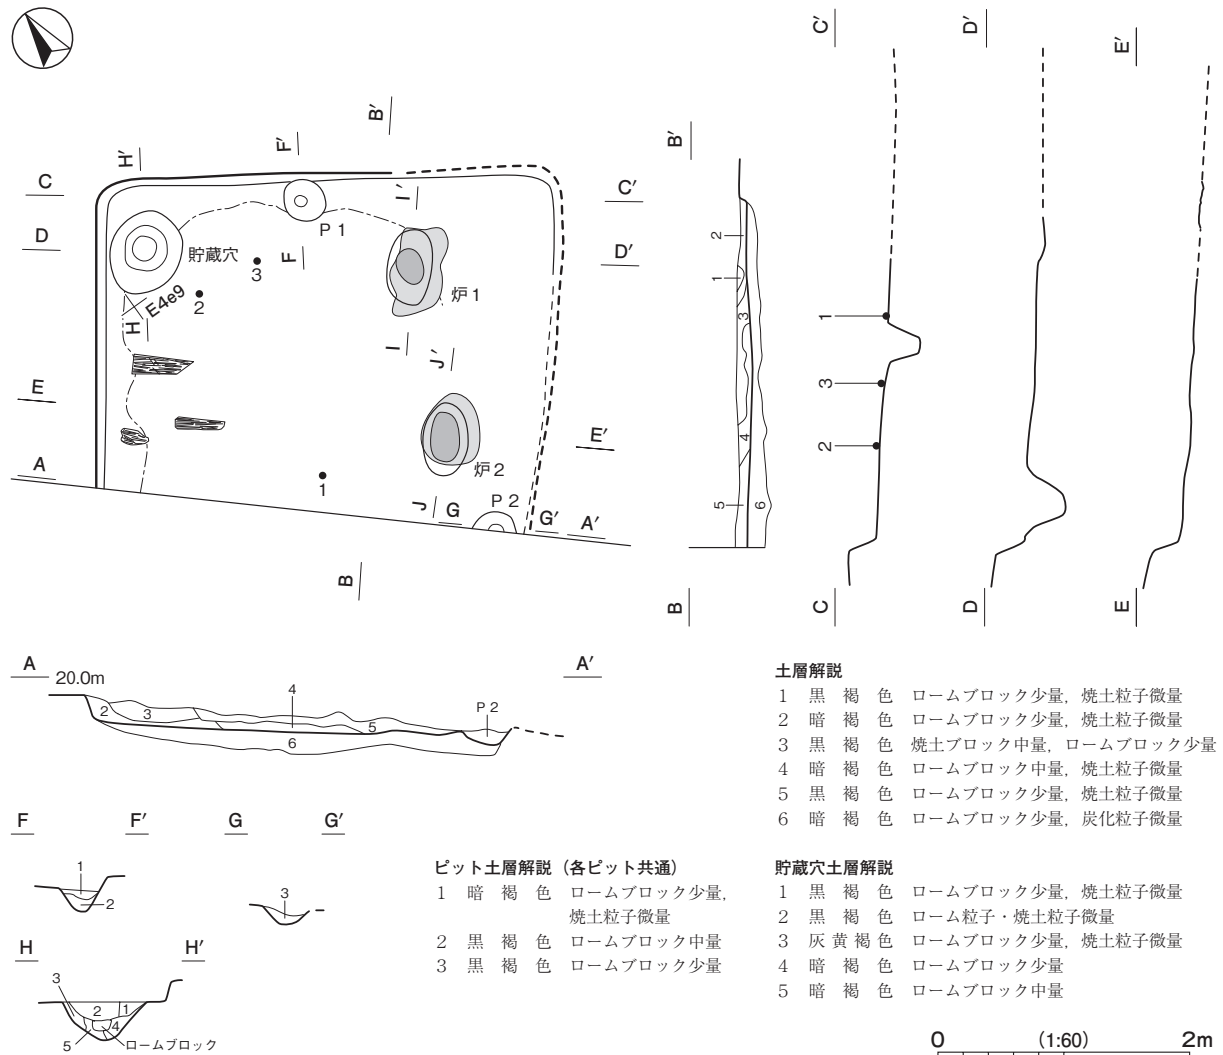 B′
F′
H′
C
C′
I′
D
D′
P 1
貯蔵穴
F
3
E4e9
2
H
炉1
I
J′
E
E′
炉2
A
1
J
G
P 2
G′
A′
B
B′
2
1
3
4
5
6
B
C′
1
3
2
C
D′
D
E′
E
A
20.0m
A′
4
2
3
5
6
P 2
F
F′
G
G′
1
2
3
H
H′
3
2
1
4
5
ロームブロック
土層解説
1 黒褐色 ロームブロック少量，焼土粒子微量
2 暗褐色 ロームブロック少量，焼土粒子微量
3 黒褐色 焼土ブロック中量，ロームブロック少量
4 暗褐色 ロームブロック中量，焼土粒子微量
5 黒褐色 ロームブロック少量，焼土粒子微量
6 暗褐色 ロームブロック少量，炭化粒子微量
ピット土層解説（各ピット共通）
1 暗褐色 ロームブロック少量，
焼土粒子微量
2 黒褐色 ロームブロック中量
3 黒褐色 ロームブロック少量
貯蔵穴土層解説
1 黒褐色 ロームブロック少量，焼土粒子微量
2 黒褐色 ローム粒子・焼土粒子微量
3 灰黄褐色 ロームブロック少量，焼土粒子微量
4 暗褐色 ロームブロック少量
5 暗褐色 ロームブロック中量
0 (1:60) 2m